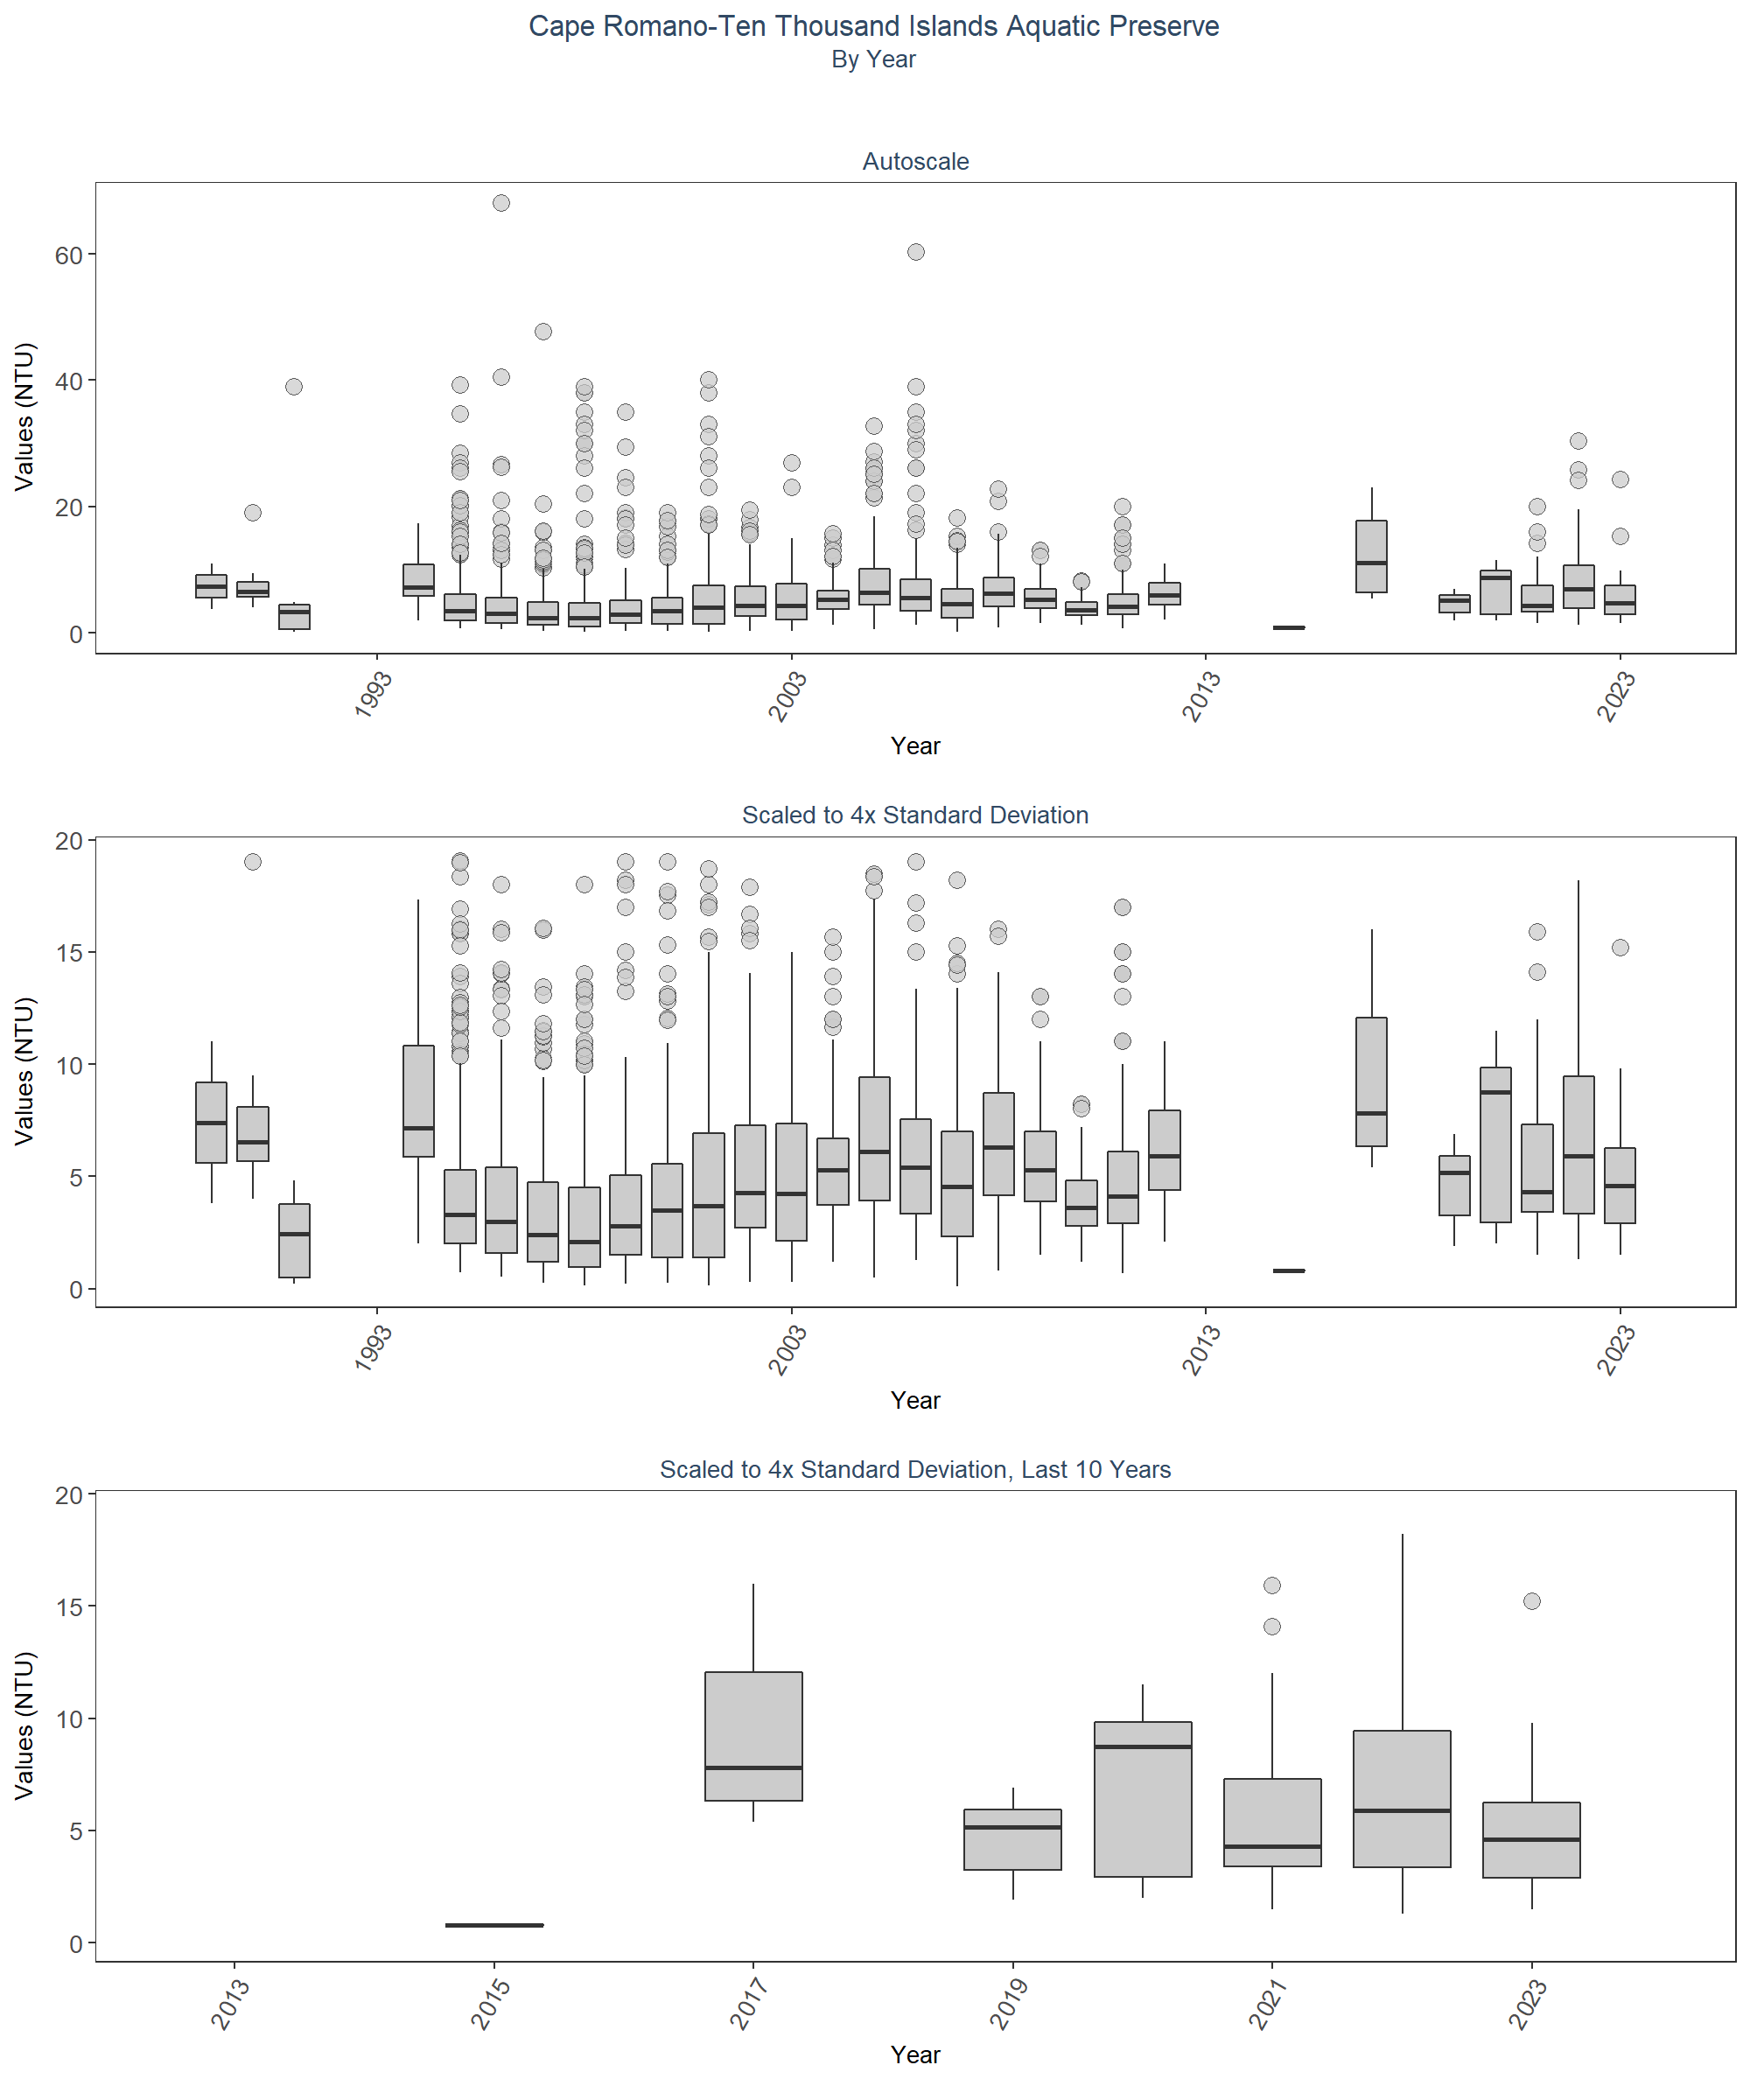 Cape Romano-Ten Thousand Islands Aquatic Preserve
By Year
Autoscale
Values (NTU)
60
40
20
0
1993
2003
2013
2023
Year
Scaled to 4x Standard Deviation
Values (NTU)
20
15
10
5
0
1993
2003
2013
2023
Year
Scaled to 4x Standard Deviation, Last 10 Years
Values (NTU)
20
15
10
5
0
2013
2015
2017
2019
2021
2023
Year